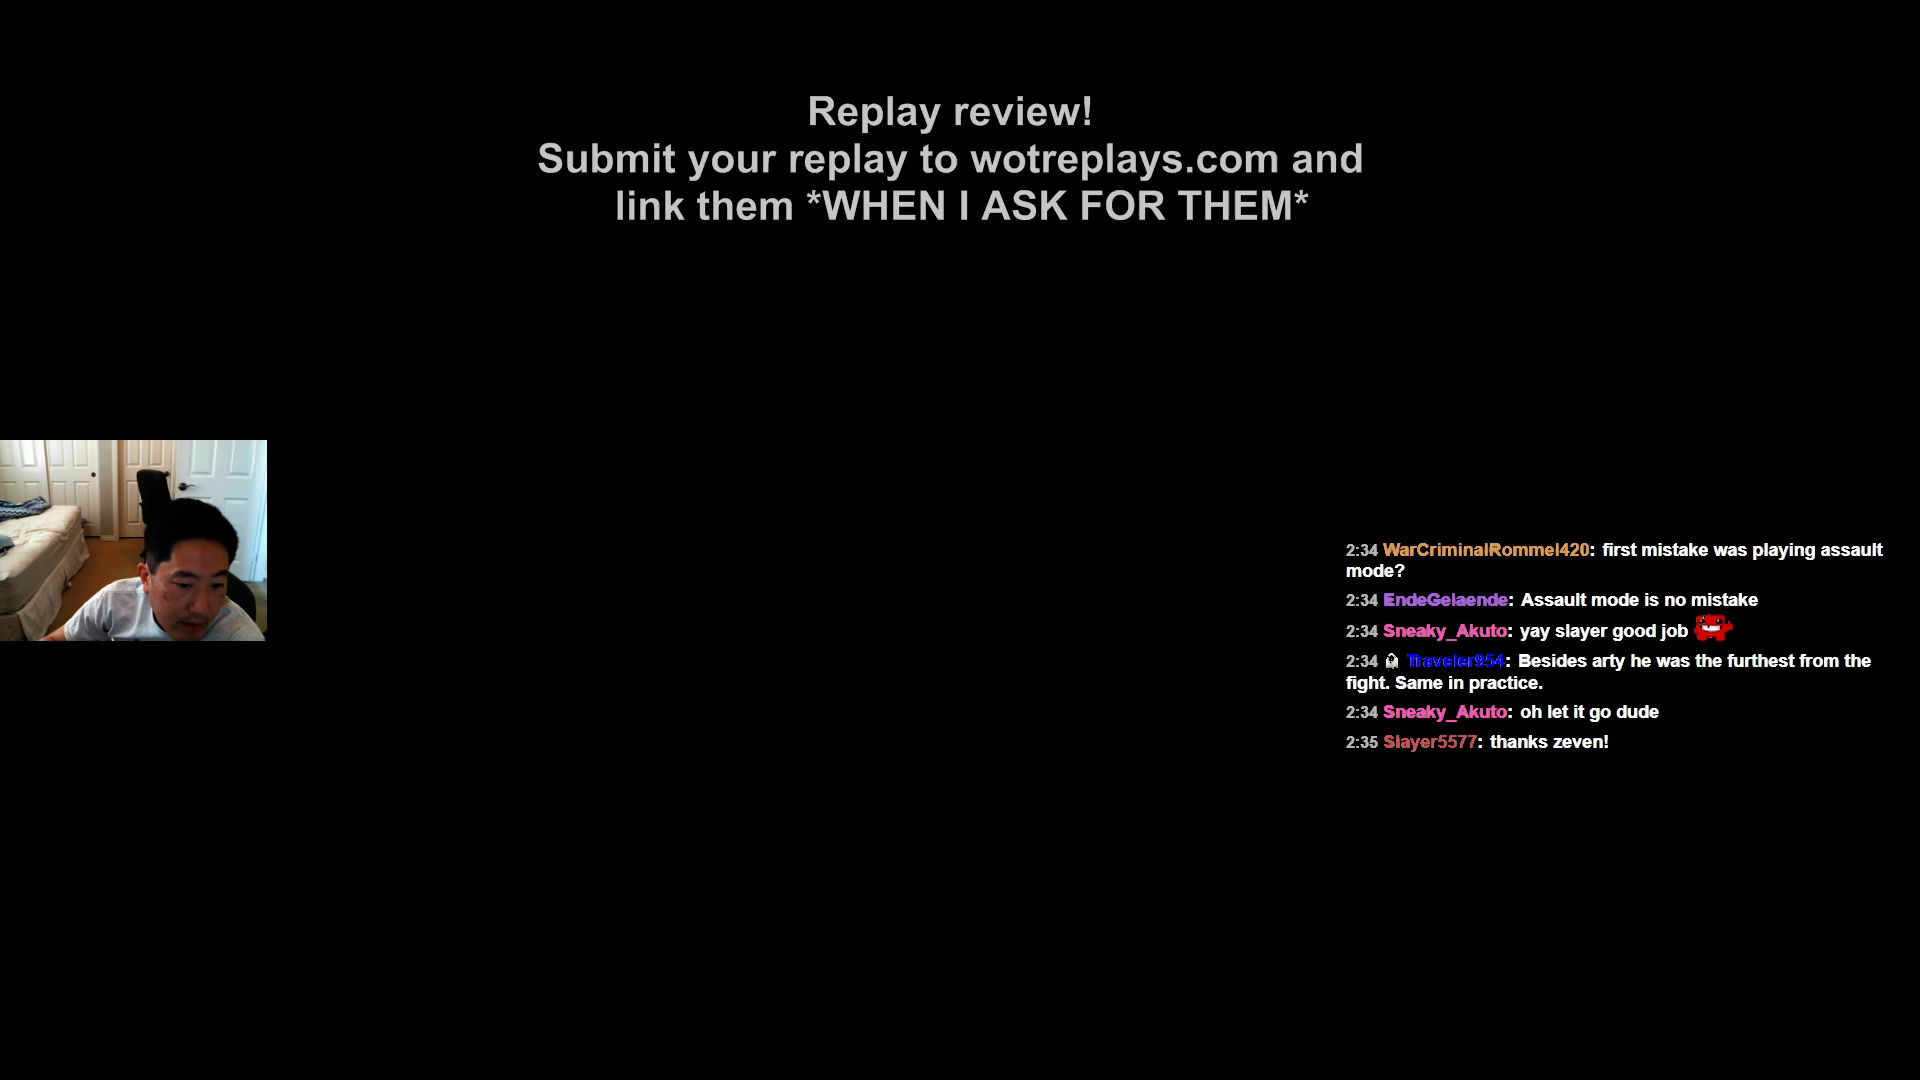 Replay review!
Submit your replay to wotreplays.com and
link them *WHEN I ASK FOR THEM*
2:34 WarCriminalRommel420: first mistake was playing assault
mode?
2:34 EndeGelaende: Assault mode is no mistake
2:34 Sneaky_Akuto: yay slayer good job
2:34 Traveler954: Besides arty he was the furthest from the
fight. Same in practice.
2:34 Sneaky_Akuto: oh let it go dude
2:35 Slayer5577: thanks zeven!